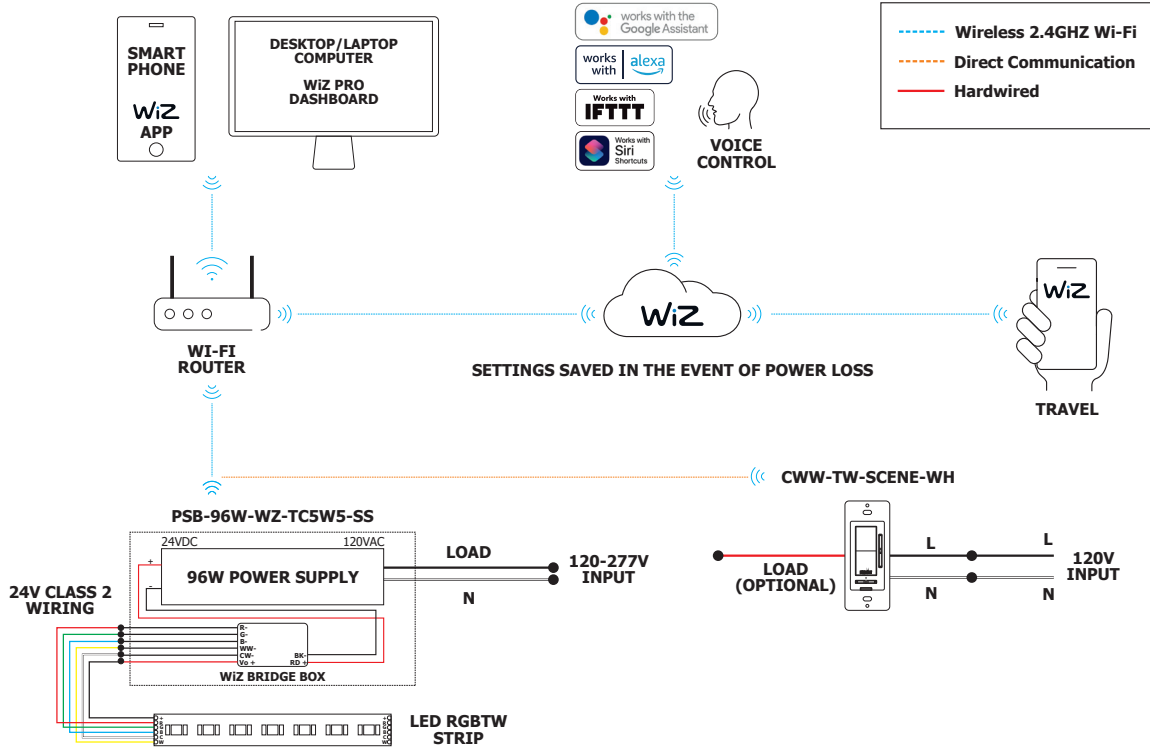 SMART
PHONE
WiZ
APP
DESKTOP/LAPTOP
COMPUTER
WiZ PRO
DASHBOARD
works with the
Google Assistant
works
with
alexa
Works with
IFTTT
Works with
Siri
Shortcuts
VOICE
CONTROL
Wireless 2.4GHZ Wi-Fi
Direct Communication
Hardwired
WI-FI
ROUTER
WiZ
SETTINGS SAVED IN THE EVENT OF POWER LOSS
WiZ
TRAVEL
PSB-96W-WZ-TC5W5-SS
24VDC
120VAC
+
-
96W POWER SUPPLY
LOAD
N
120-277V
INPUT
24V CLASS 2
WIRING
R-
G-
B-
WW-
CW-
Vo +
BK-
RD +
WiZ BRIDGE BOX
+
R
G
B
C
W
+
R
G
B
C
W
LED RGBTW
STRIP
CWW-TW-SCENE-WH
LOAD
(OPTIONAL)
L
N
L
N
120V
INPUT